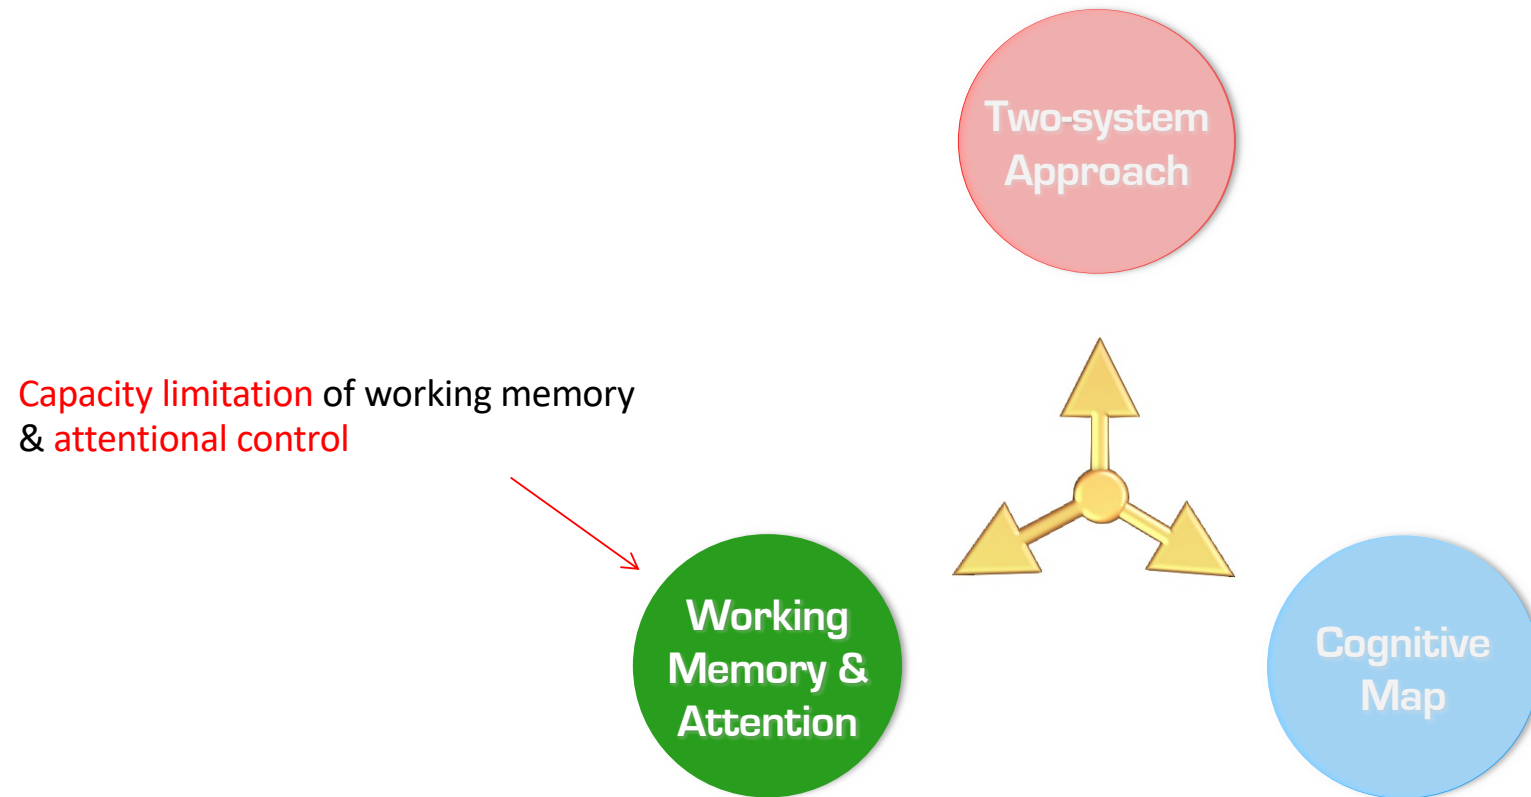 Two-system
Approach
Capacity limitation of working memory
& attentional control
Working
Memory &
Attention
Cognitive
Map